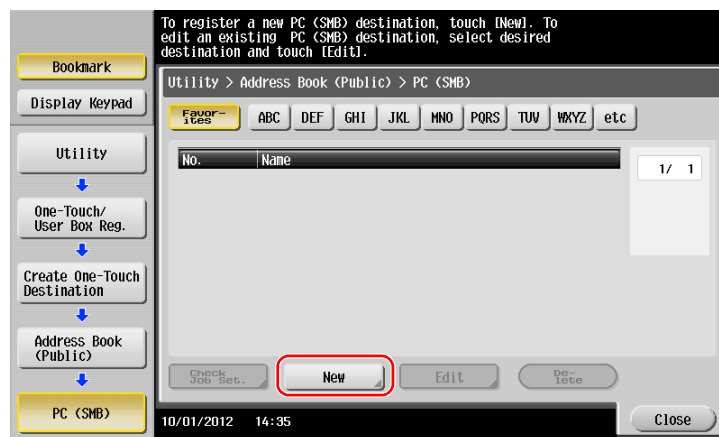 To register a new PC (SMB) destination, touch [New]. To
edit an existing PC (SMB) destination, select desired
destination and touch [Edit].
Bookmark
Display Keypad
Utility
One-Touch/
User Box Reg.
Create One-Touch
Destination
Address Book
(Public)
PC (SMB)
Utility > Address Book (Public) > PC (SMB)
Favor-
ites
ABC DEF GHI JKL MNO PQRS TUV WXYZ etc
No. Name
1/ 1
Check
Job Set.
New
Edit
De-
lete
10/01/2012 14:35
Close